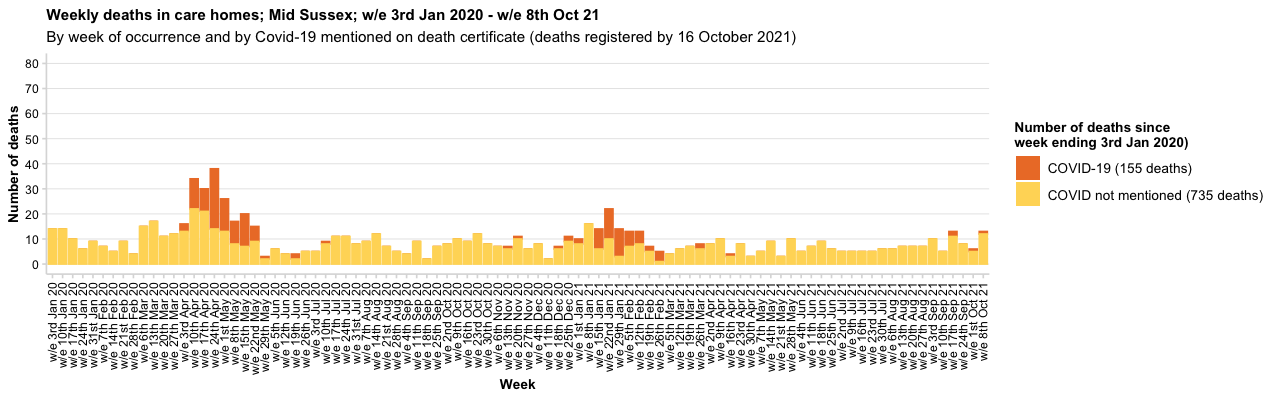 Weekly deaths in care homes; Mid Sussex; w/e 3rd Jan 2020 - w/e 8th Oct 21
By week of occurrence and by Covid-19 mentioned on death certificate (deaths registered by 16 October 2021)
80
70
60
50
40
30
20
10
0
Number of deaths
w/e 3rd Jan 20
w/e 10th Jan 20
w/e 17th Jan 20
w/e 24th Jan 20
w/e 31st Jan 20
w/e 7th Feb 20
w/e 14th Feb 20
w/e 21st Feb 20
w/e 28th Feb 20
w/e 6th Mar 20
w/e 13th Mar 20
w/e 20th Mar 20
w/e 27th Mar 20
w/e 3rd Apr 20
w/e 10th Apr 20
w/e 17th Apr 20
w/e 24th Apr 20
w/e 1st May 20
w/e 8th May 20
w/e 15th May 20
w/e 22nd May 20
w/e 29th May 20
w/e 5th Jun 20
w/e 12th Jun 20
w/e 19th Jun 20
w/e 26th Jun 20
w/e 3rd Jul 20
w/e 10th Jul 20
w/e 17th Jul 20
w/e 24th Jul 20
w/e 31st Jul 20
w/e 7th Aug 20
w/e 14th Aug 20
w/e 21st Aug 20
w/e 28th Aug 20
w/e 4th Sep 20
w/e 11th Sep 20
w/e 18th Sep 20
w/e 25th Sep 20
w/e 2nd Oct 20
w/e 9th Oct 20
w/e 16th Oct 20
w/e 23rd Oct 20
w/e 30th Oct 20
w/e 6th Nov 20
w/e 13th Nov 20
w/e 20th Nov 20
w/e 27th Nov 20
w/e 4th Dec 20
w/e 11th Dec 20
w/e 18th Dec 20
w/e 25th Dec 20
w/e 1st Jan 21
w/e 8th Jan 21
w/e 15th Jan 21
w/e 22nd Jan 21
w/e 29th Jan 21
w/e 5th Feb 21
w/e 12th Feb 21
w/e 19th Feb 21
w/e 26th Feb 21
w/e 5th Mar 21
w/e 12th Mar 21
w/e 19th Mar 21
w/e 26th Mar 21
w/e 2nd Apr 21
w/e 9th Apr 21
w/e 16th Apr 21
w/e 23rd Apr 21
w/e 30th Apr 21
w/e 7th May 21
w/e 14th May 21
w/e 21st May 21
w/e 28th May 21
w/e 4th Jun 21
w/e 11th Jun 21
w/e 18th Jun 21
w/e 25th Jun 21
w/e 2nd Jul 21
w/e 9th Jul 21
w/e 16th Jul 21
w/e 23rd Jul 21
w/e 30th Jul 21
w/e 6th Aug 21
w/e 13th Aug 21
w/e 20th Aug 21
w/e 27th Aug 21
w/e 3rd Sep 21
w/e 10th Sep 21
w/e 17th Sep 21
w/e 24th Sep 21
w/e 1st Oct 21
w/e 8th Oct 21
Week
Number of deaths since
week ending 3rd Jan 2020)
COVID-19 (155 deaths)
COVID not mentioned (735 deaths)